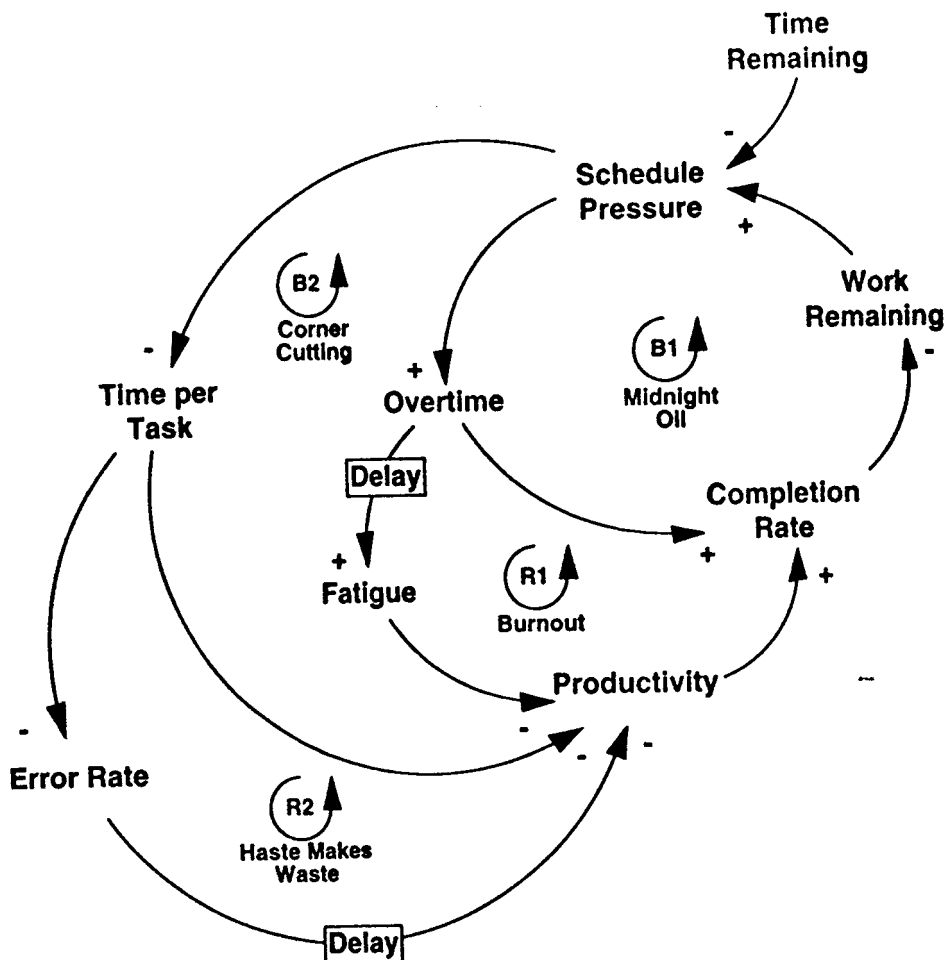 Time
Remaining
-
Schedule
Pressure
+
B2
Corner
Cutting
Work
Remaining
-
B1
Midnight
Oil
-
Time per
Task
+
Overtime
Delay
Completion
Rate
+
+
+
Fatigue
R1
Burnout
Productivity
-
-
-
-
Error Rate
R2
Haste Makes
Waste
Delay